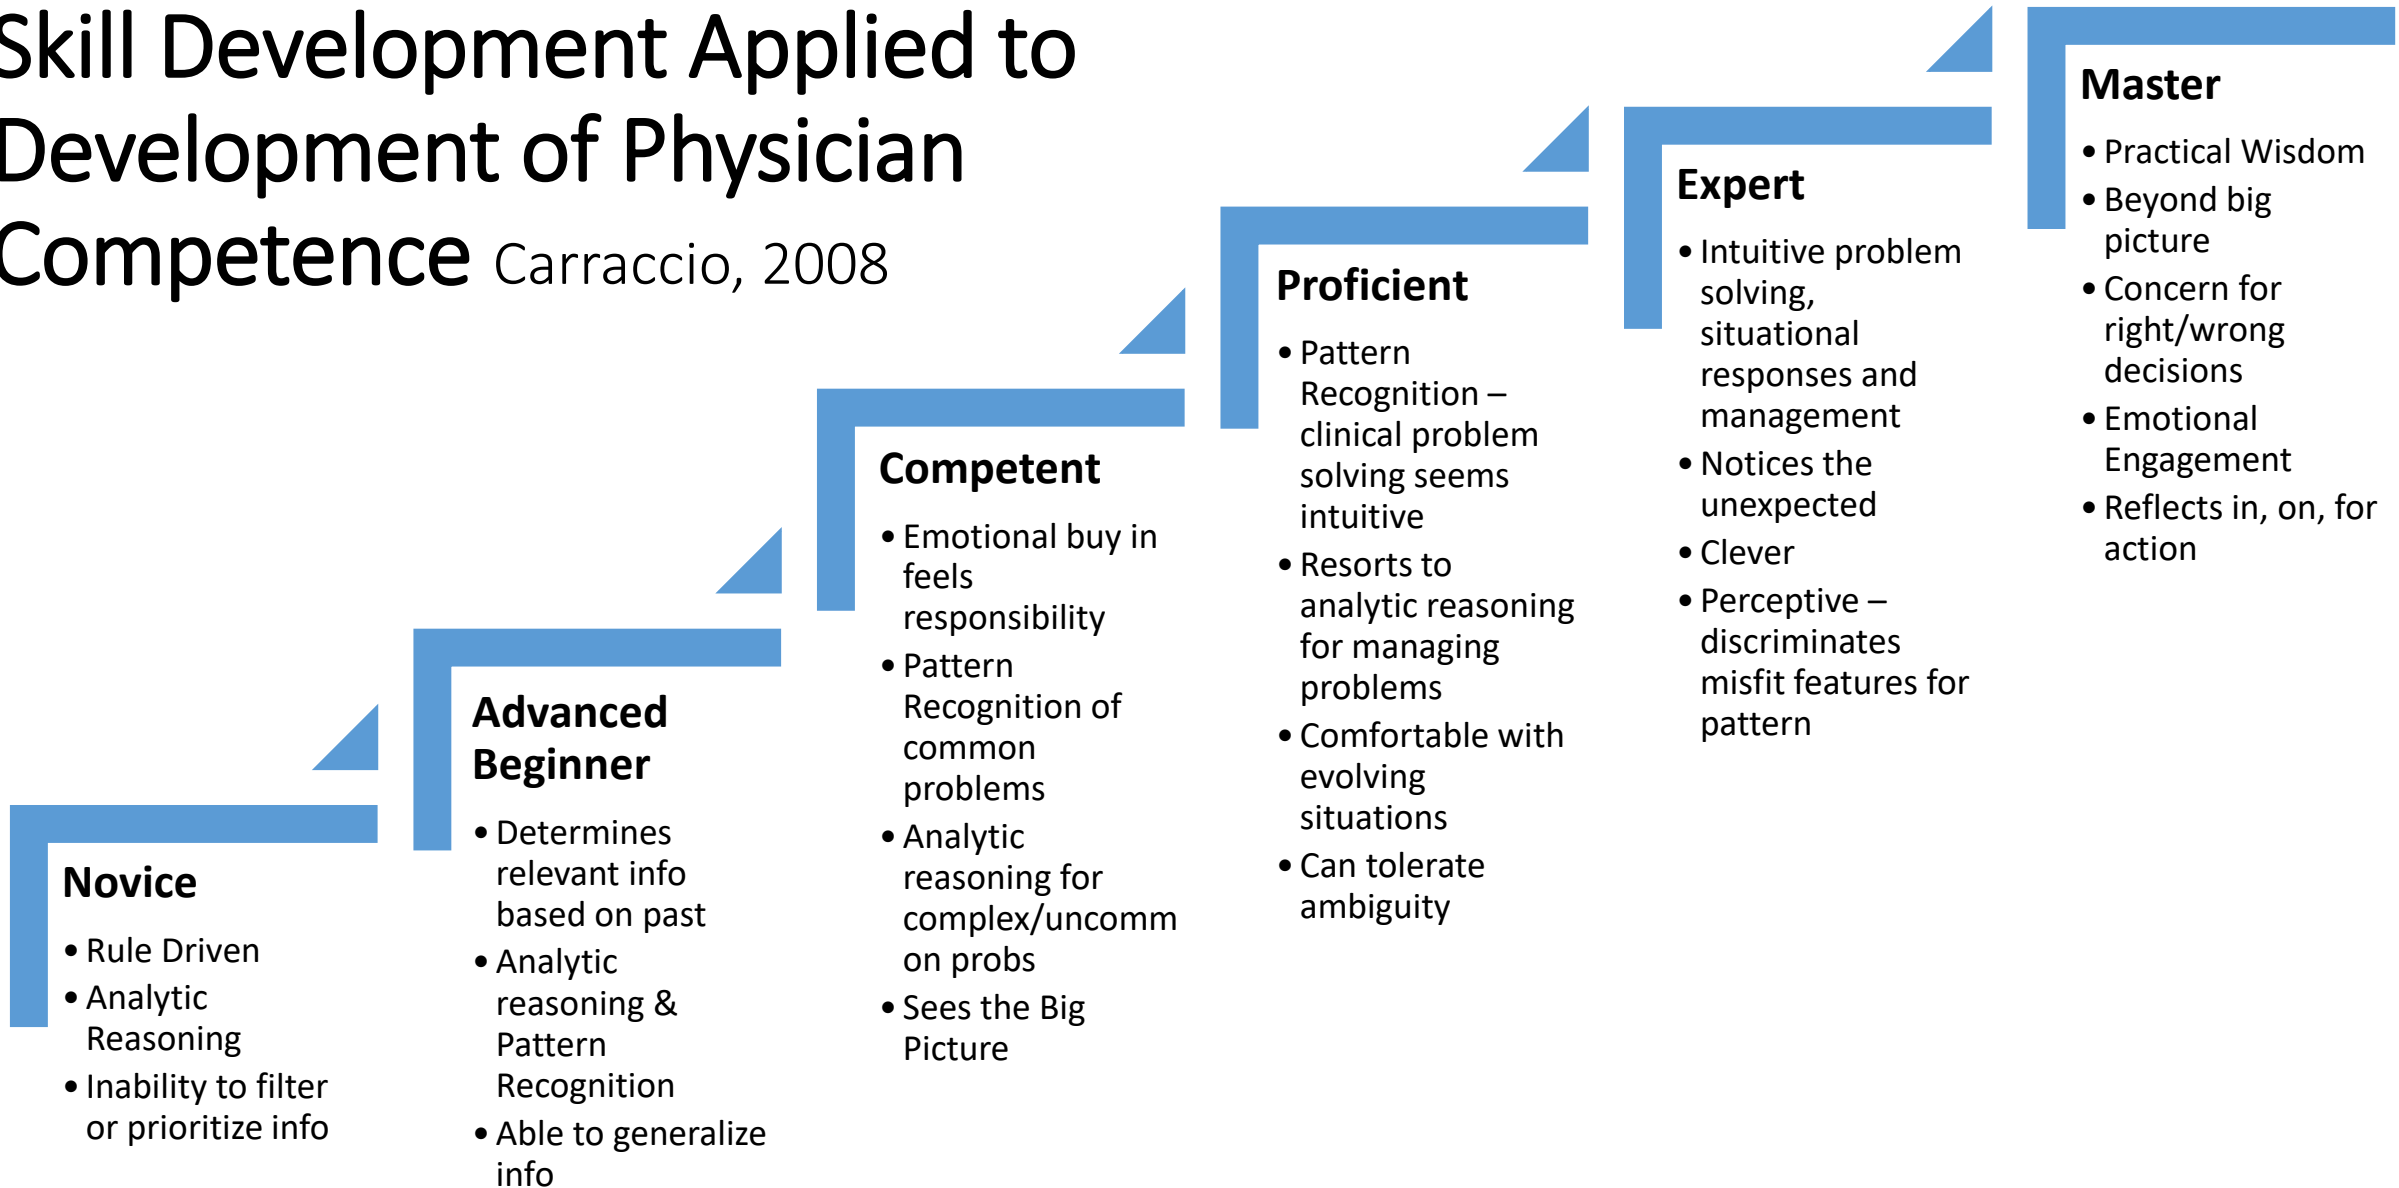 Skill Development Applied to
Development of Physician
Competence Carraccio, 2008
Novice
• Rule Driven
• Analytic
Reasoning
• Inability to filter
or prioritize info
Advanced
Beginner
• Determines
relevant info
based on past
• Analytic
reasoning &
Pattern
Recognition
• Able to generalize
info
Competent
• Emotional buy in
feels
responsibility
• Pattern
Recognition of
common
problems
• Analytic
reasoning for
complex/uncomm
on probs
• Sees the Big
Picture
Proficient
• Pattern
Recognition –
clinical problem
solving seems
intuitive
• Resorts to
analytic reasoning
for managing
problems
• Comfortable with
evolving
situations
• Can tolerate
ambiguity
Expert
• Intuitive problem
solving,
situational
responses and
management
• Notices the
unexpected
• Clever
• Perceptive –
discriminates
misfit features for
pattern
Master
• Practical Wisdom
• Beyond big
picture
• Concern for
right/wrong
decisions
• Emotional
Engagement
• Reflects in, on, for
action